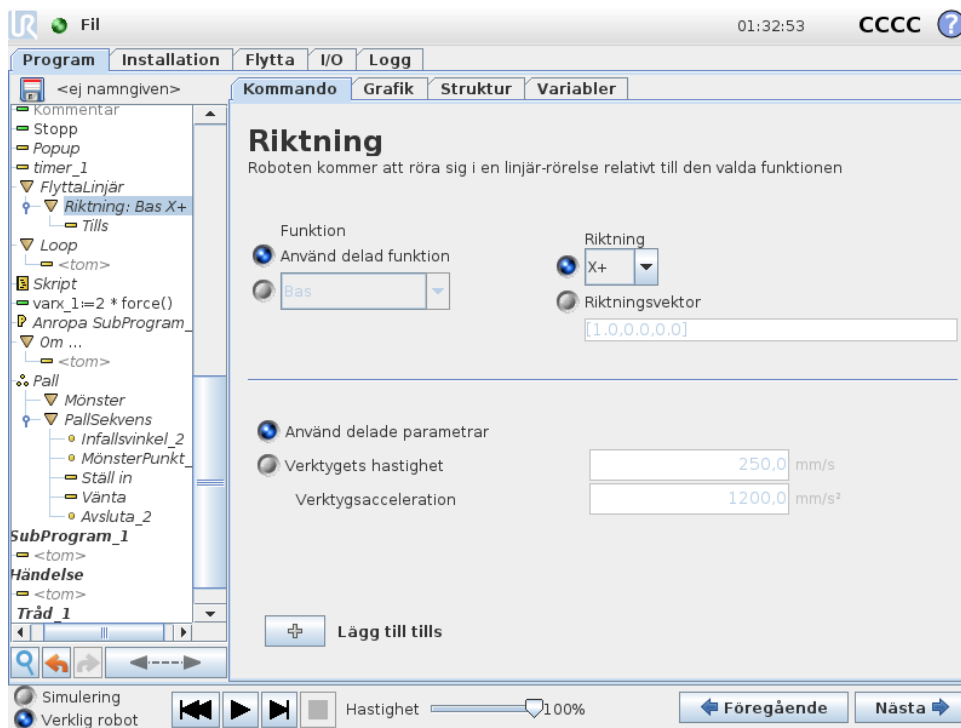 UR Fil 01:32:53 CCCC ?
Program Installation Flytta I/O Logg
<ej namngiven>
Kommando Grafik Struktur Variabler
Kommentar
Stopp
Popup
timer_1
FlyttaLinjär
Riktning: Bas X+
Tills
Loop
<tom>
Skript
varx_1:=2 * force()
Anropa SubProgram_
Om ...
<tom>
Pall
Mönster
PallSekvens
Infallsvinkel_2
MönsterPunkt_
Ställ in
Vänta
Avsluta_2
SubProgram_1
<tom>
Händelse
<tom>
Tråd_1
Riktning
Roboten kommer att röra sig i en linjär-rörelse relativt till den valda funktionen
Funktion
Använd delad funktion
Bas
Riktning
X+
Riktningsvektor
[1.0,0.0,0.0]
Använd delade parametrar
Verktygets hastighet 250,0 mm/s
Verktygsacceleration 1200,0 mm/s²
Lägg till tills
Simulering
Verklig robot
Hastighet 100%
Föregående
Nästa